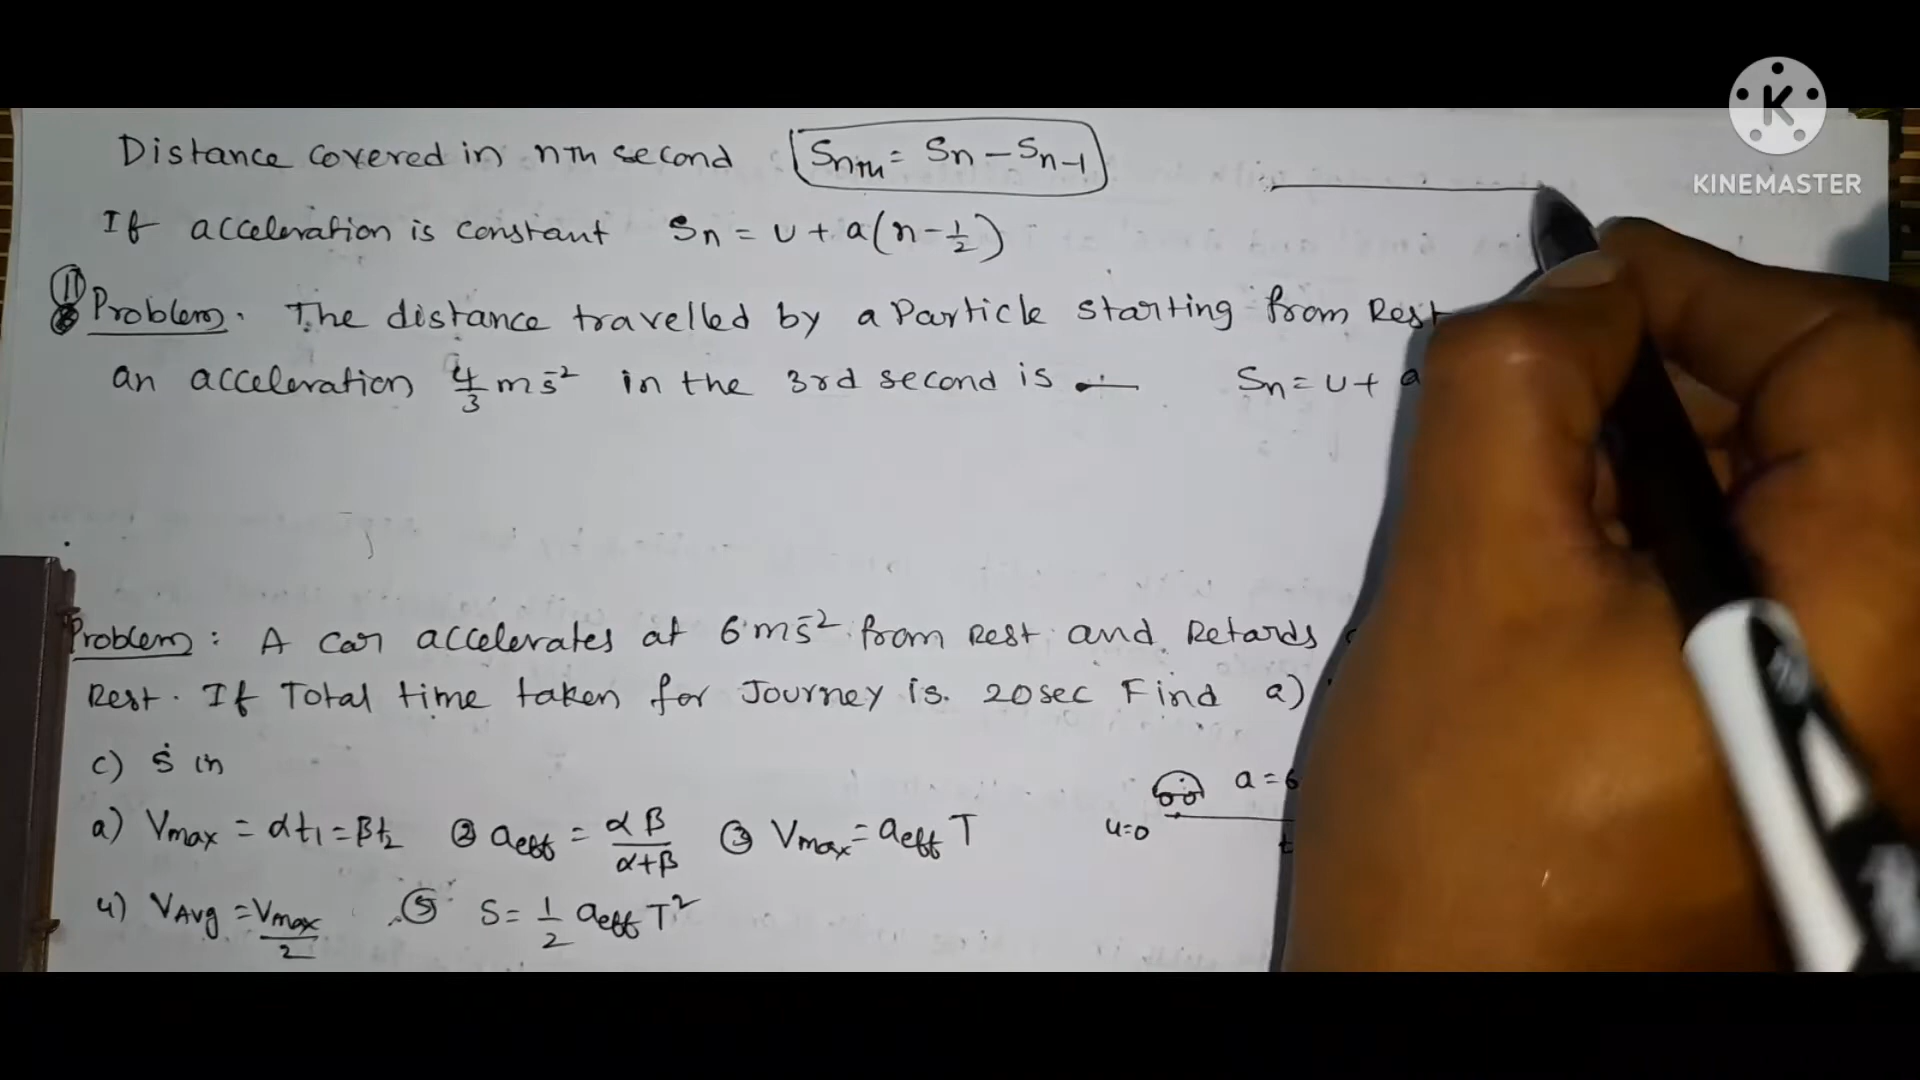 KINEMASTER
Distance covered in nth second Snth = Sn - Sn-1
If acceleration is constant Sn = u + a(n - 1/2)
11 Problem. The distance travelled by a particle starting from Rest
an acceleration 4/3 ms⁻² in the 3rd second is — Sn = u + a
Problem : A car accelerates at 6 ms⁻² from Rest and Retards
Rest. If Total time taken for Journey is. 20sec Find a)
c) S in
a = 6
u=0
t
a) Vmax = αt1 = βt2 ② aeff = αβ/α+β ③ Vmax = aeff T
4) VAvg = Vmax/2 ⑤ S = 1/2 aeff T²